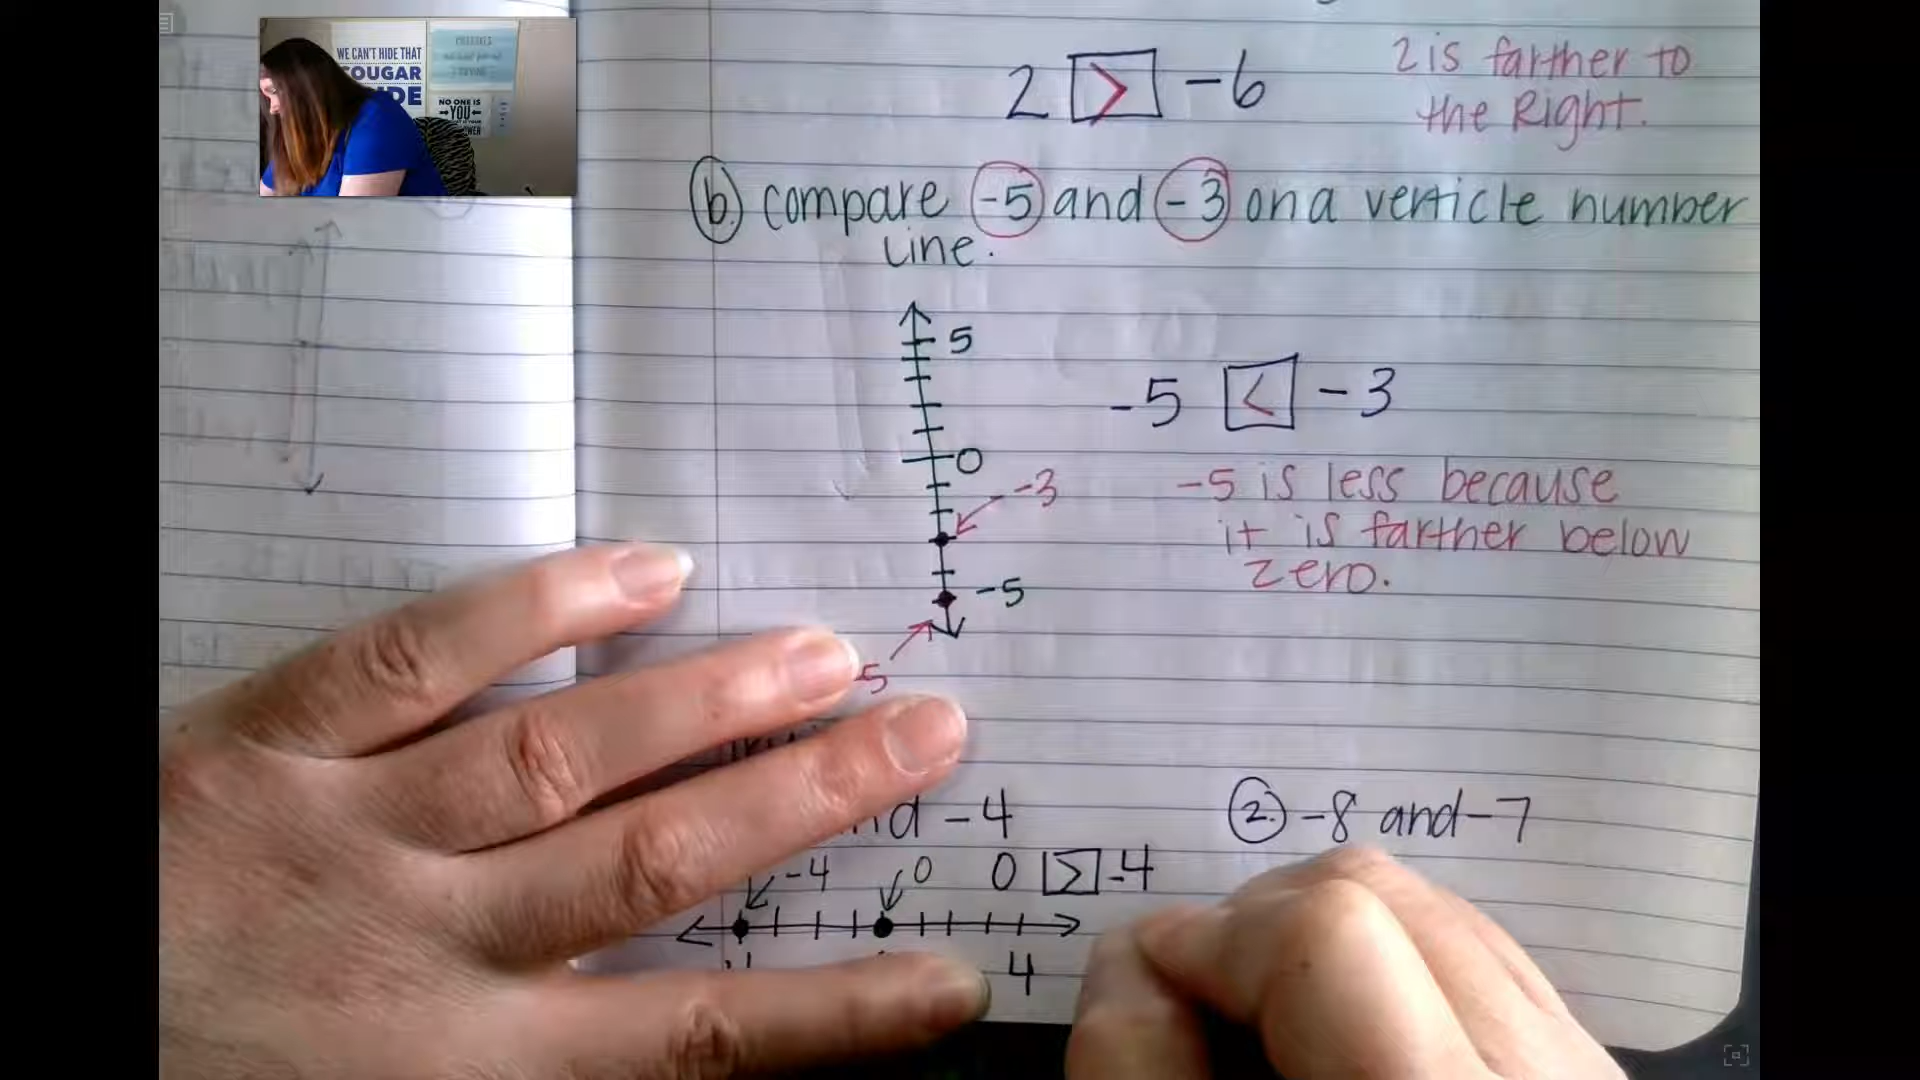 WE CAN'T HIDE THAT
COUGAR
NO ONE IS
YOU
2 > -6
2 is farther to
the Right.
b. compare -5 and -3 on a verticle number
line.
5
0
-3
-5
5
-5 < -3
-5 is less because
it is farther below
zero.
-4
2. -8 and -7
-4 0 0 > -4
4